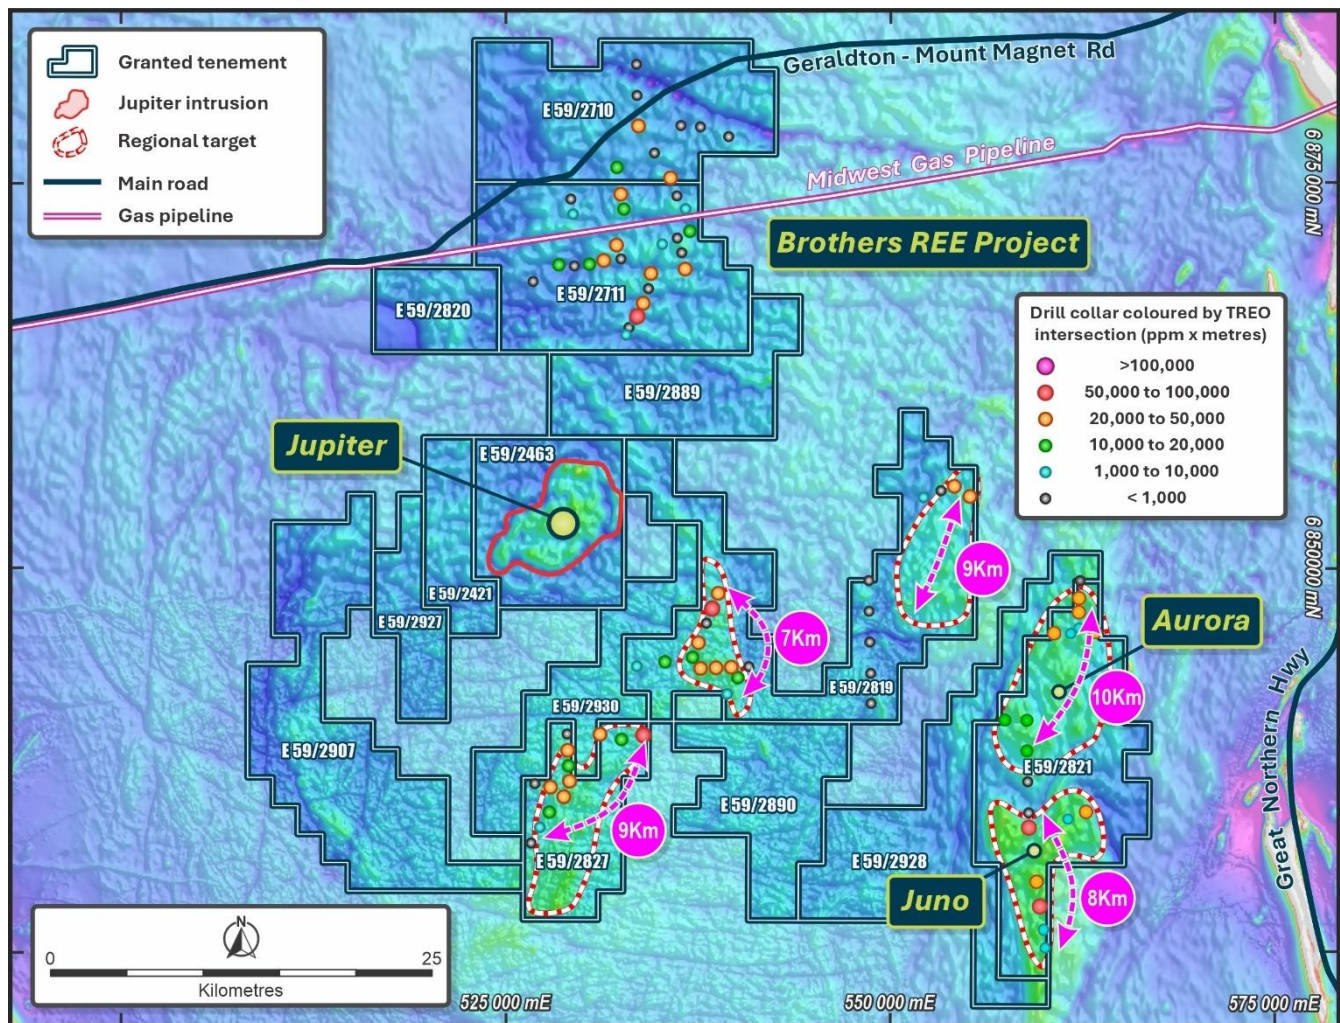 Granted tenement
Jupiter intrusion
Regional target
Main road
Gas pipeline
Geraldton - Mount Magnet Rd
E 59/2710
Midwest Gas Pipeline
6 875 000 mN
Brothers REE Project
E 59/2711
E 59/2820
Drill collar coloured by TREO
intersection (ppm x metres)
>100,000
50,000 to 100,000
20,000 to 50,000
10,000 to 20,000
1,000 to 10,000
< 1,000
E 59/2889
Jupiter
E 59/2463
6 850000 mN
9Km
E 59/2421
E 59/2927
Aurora
7Km
E 59/2819
10Km
E 59/2930
E 59/2907
E 59/2821
Great Northern Hwy
E 59/2890
9Km
E 59/2827
E 59/2928
Juno
8Km
N
0 25
Kilometres
525 000 mE
550 000 mE
575 000 mE